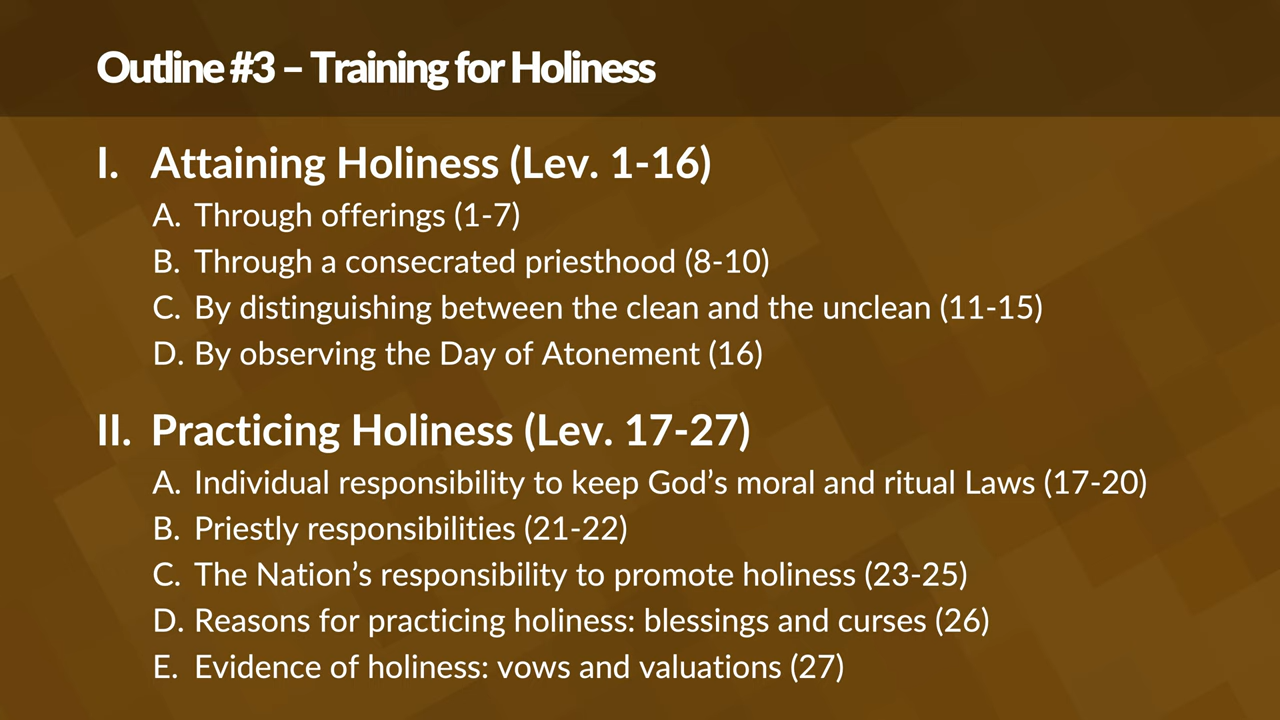 Outline #3 – Training for Holiness
I. Attaining Holiness (Lev. 1-16)
A. Through offerings (1-7)
B. Through a consecrated priesthood (8-10)
C. By distinguishing between the clean and the unclean (11-15)
D. By observing the Day of Atonement (16)
II. Practicing Holiness (Lev. 17-27)
A. Individual responsibility to keep God’s moral and ritual Laws (17-20)
B. Priestly responsibilities (21-22)
C. The Nation’s responsibility to promote holiness (23-25)
D. Reasons for practicing holiness: blessings and curses (26)
E. Evidence of holiness: vows and valuations (27)